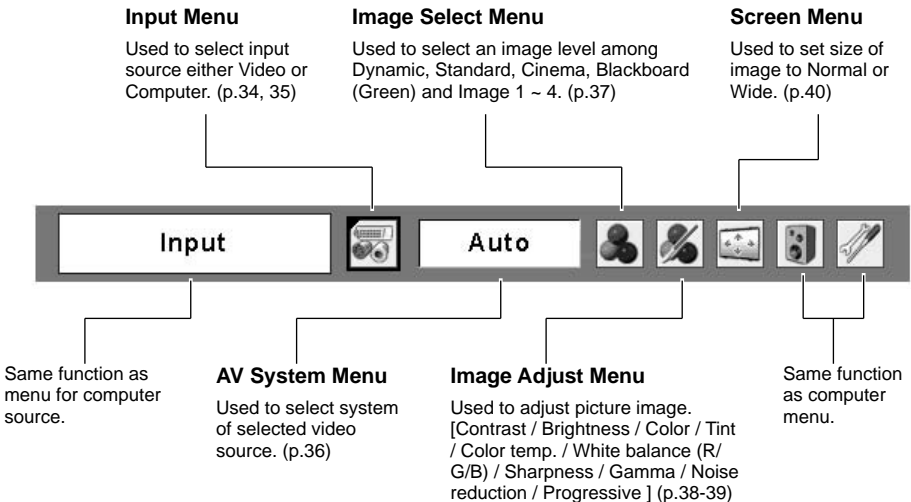 Input Menu
Used to select input
source either Video or
Computer. (p.34, 35)
Image Select Menu
Used to select an image level among
Dynamic, Standard, Cinema, Blackboard
(Green) and Image 1 ~ 4. (p.37)
Screen Menu
Used to set size of
image to Normal or
Wide. (p.40)
Input
Auto
Same function as
menu for computer
source.
AV System Menu
Used to select system
of selected video
source. (p.36)
Image Adjust Menu
Used to adjust picture image.
[Contrast / Brightness / Color / Tint
/ Color temp. / White balance (R/
G/B) / Sharpness / Gamma / Noise
reduction / Progressive ] (p.38-39)
Same function
as computer
menu.